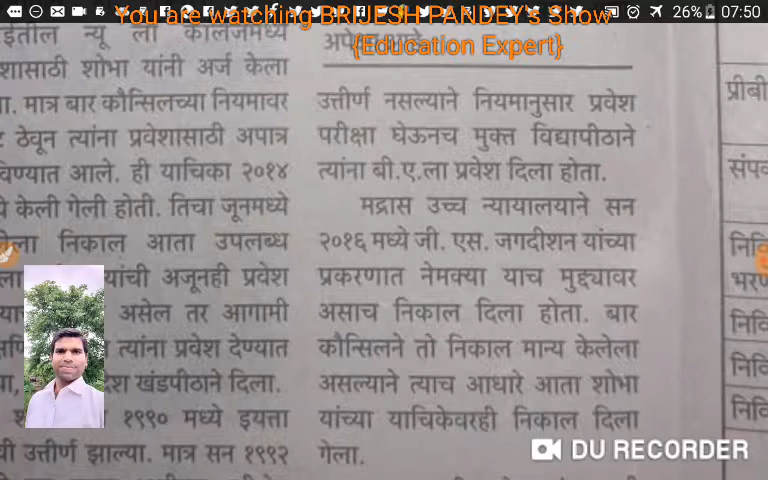 You are watching BRIJESH PANDEY's Show
{Education Expert}
26% 07:50
न्यू लॉ कॉलेजमध्ये
शोभा यांनी अर्ज केला
मात्र बार कौन्सिलच्या नियमावर
ठेवून त्यांना प्रवेशासाठी अपात्र
आले. ही याचिका २०१४
केली गेली होती. तिचा जूनमध्ये
निकाल आता उपलब्ध
अजूनही प्रवेश
असेल तर आगामी
त्यांना प्रवेश देण्यात
खंडपीठाने दिला.
१९९० मध्ये इयत्ता
उत्तीर्ण झाल्या. मात्र सन १९९२
उत्तीर्ण नसल्याने नियमानुसार प्रवेश
परीक्षा घेऊनच मुक्त विद्यापीठाने
त्यांना बी.ए.ला प्रवेश दिला होता.
मद्रास उच्च न्यायालयाने सन
२०१६ मध्ये जी. एस. जगदीशन यांच्या
प्रकरणात नेमक्या याच मुद्द्यावर
असाच निकाल दिला होता. बार
कौन्सिलने तो निकाल मान्य केलेला
असल्याने त्याच आधारे आता शोभा
यांच्या याचिकेवरही निकाल दिला
गेला.
DU RECORDER